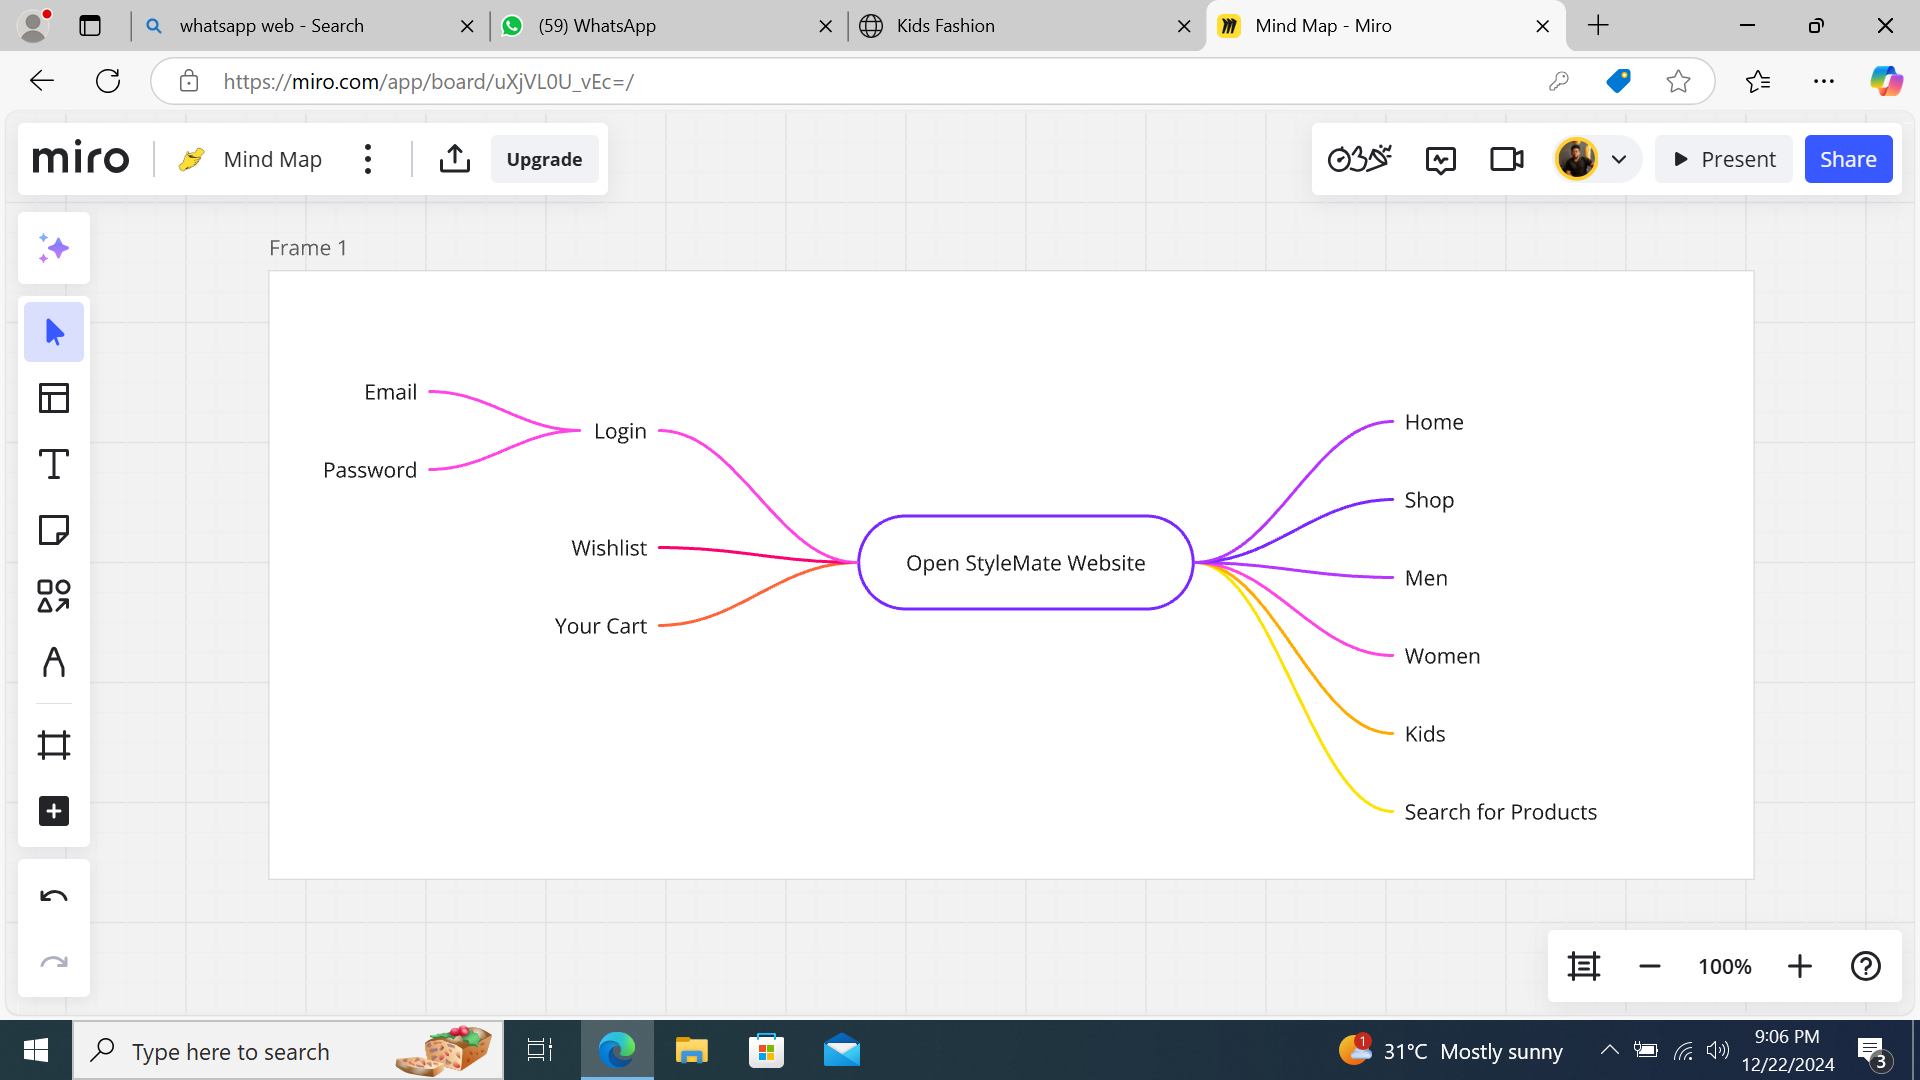 whatsapp web - Search
(59) WhatsApp
Kids Fashion
Mind Map - Miro
https://miro.com/app/board/uXjVL0U_vEc=/
miro
Mind Map
Upgrade
Present
Share
Frame 1
Email
Login
Password
Wishlist
Your Cart
Open StyleMate Website
Home
Shop
Men
Women
Kids
Search for Products
100%
Type here to search
1
31°C Mostly sunny
9:06 PM
12/22/2024
3